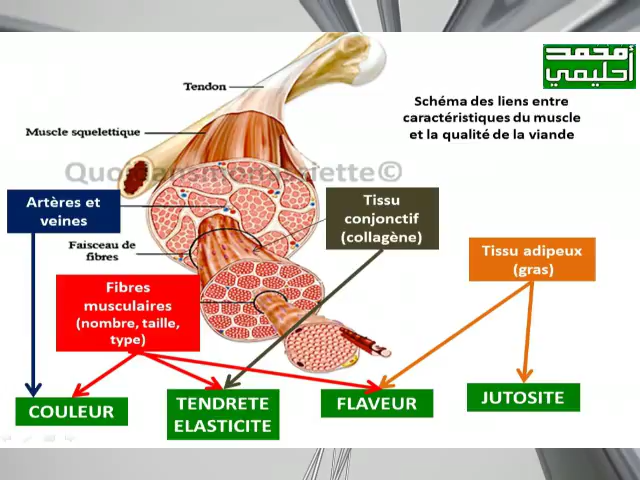 محمد
أحليمي
Schéma des liens entre
caractéristiques du muscle
et la qualité de la viande
Tendon
Muscle squelettique
Artères et
veines
Tissu
conjonctif
(collagène)
Faisceau de
fibres
Tissu adipeux
(gras)
Fibres
musculaires
(nombre, taille,
type)
COULEUR
TENDRETE
ELASTICITE
FLAVEUR
JUTOSITE